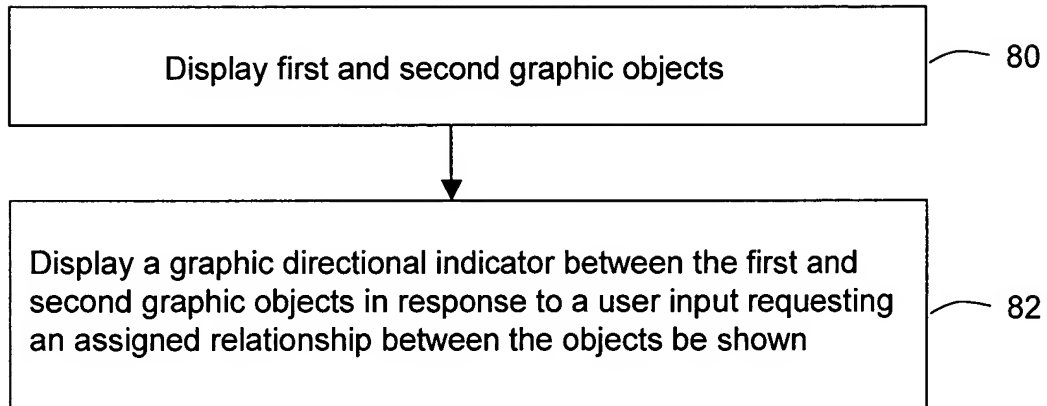 Display first and second graphic objects
80
Display a graphic directional indicator between the first and
second graphic objects in response to a user input requesting
an assigned relationship between the objects be shown
82